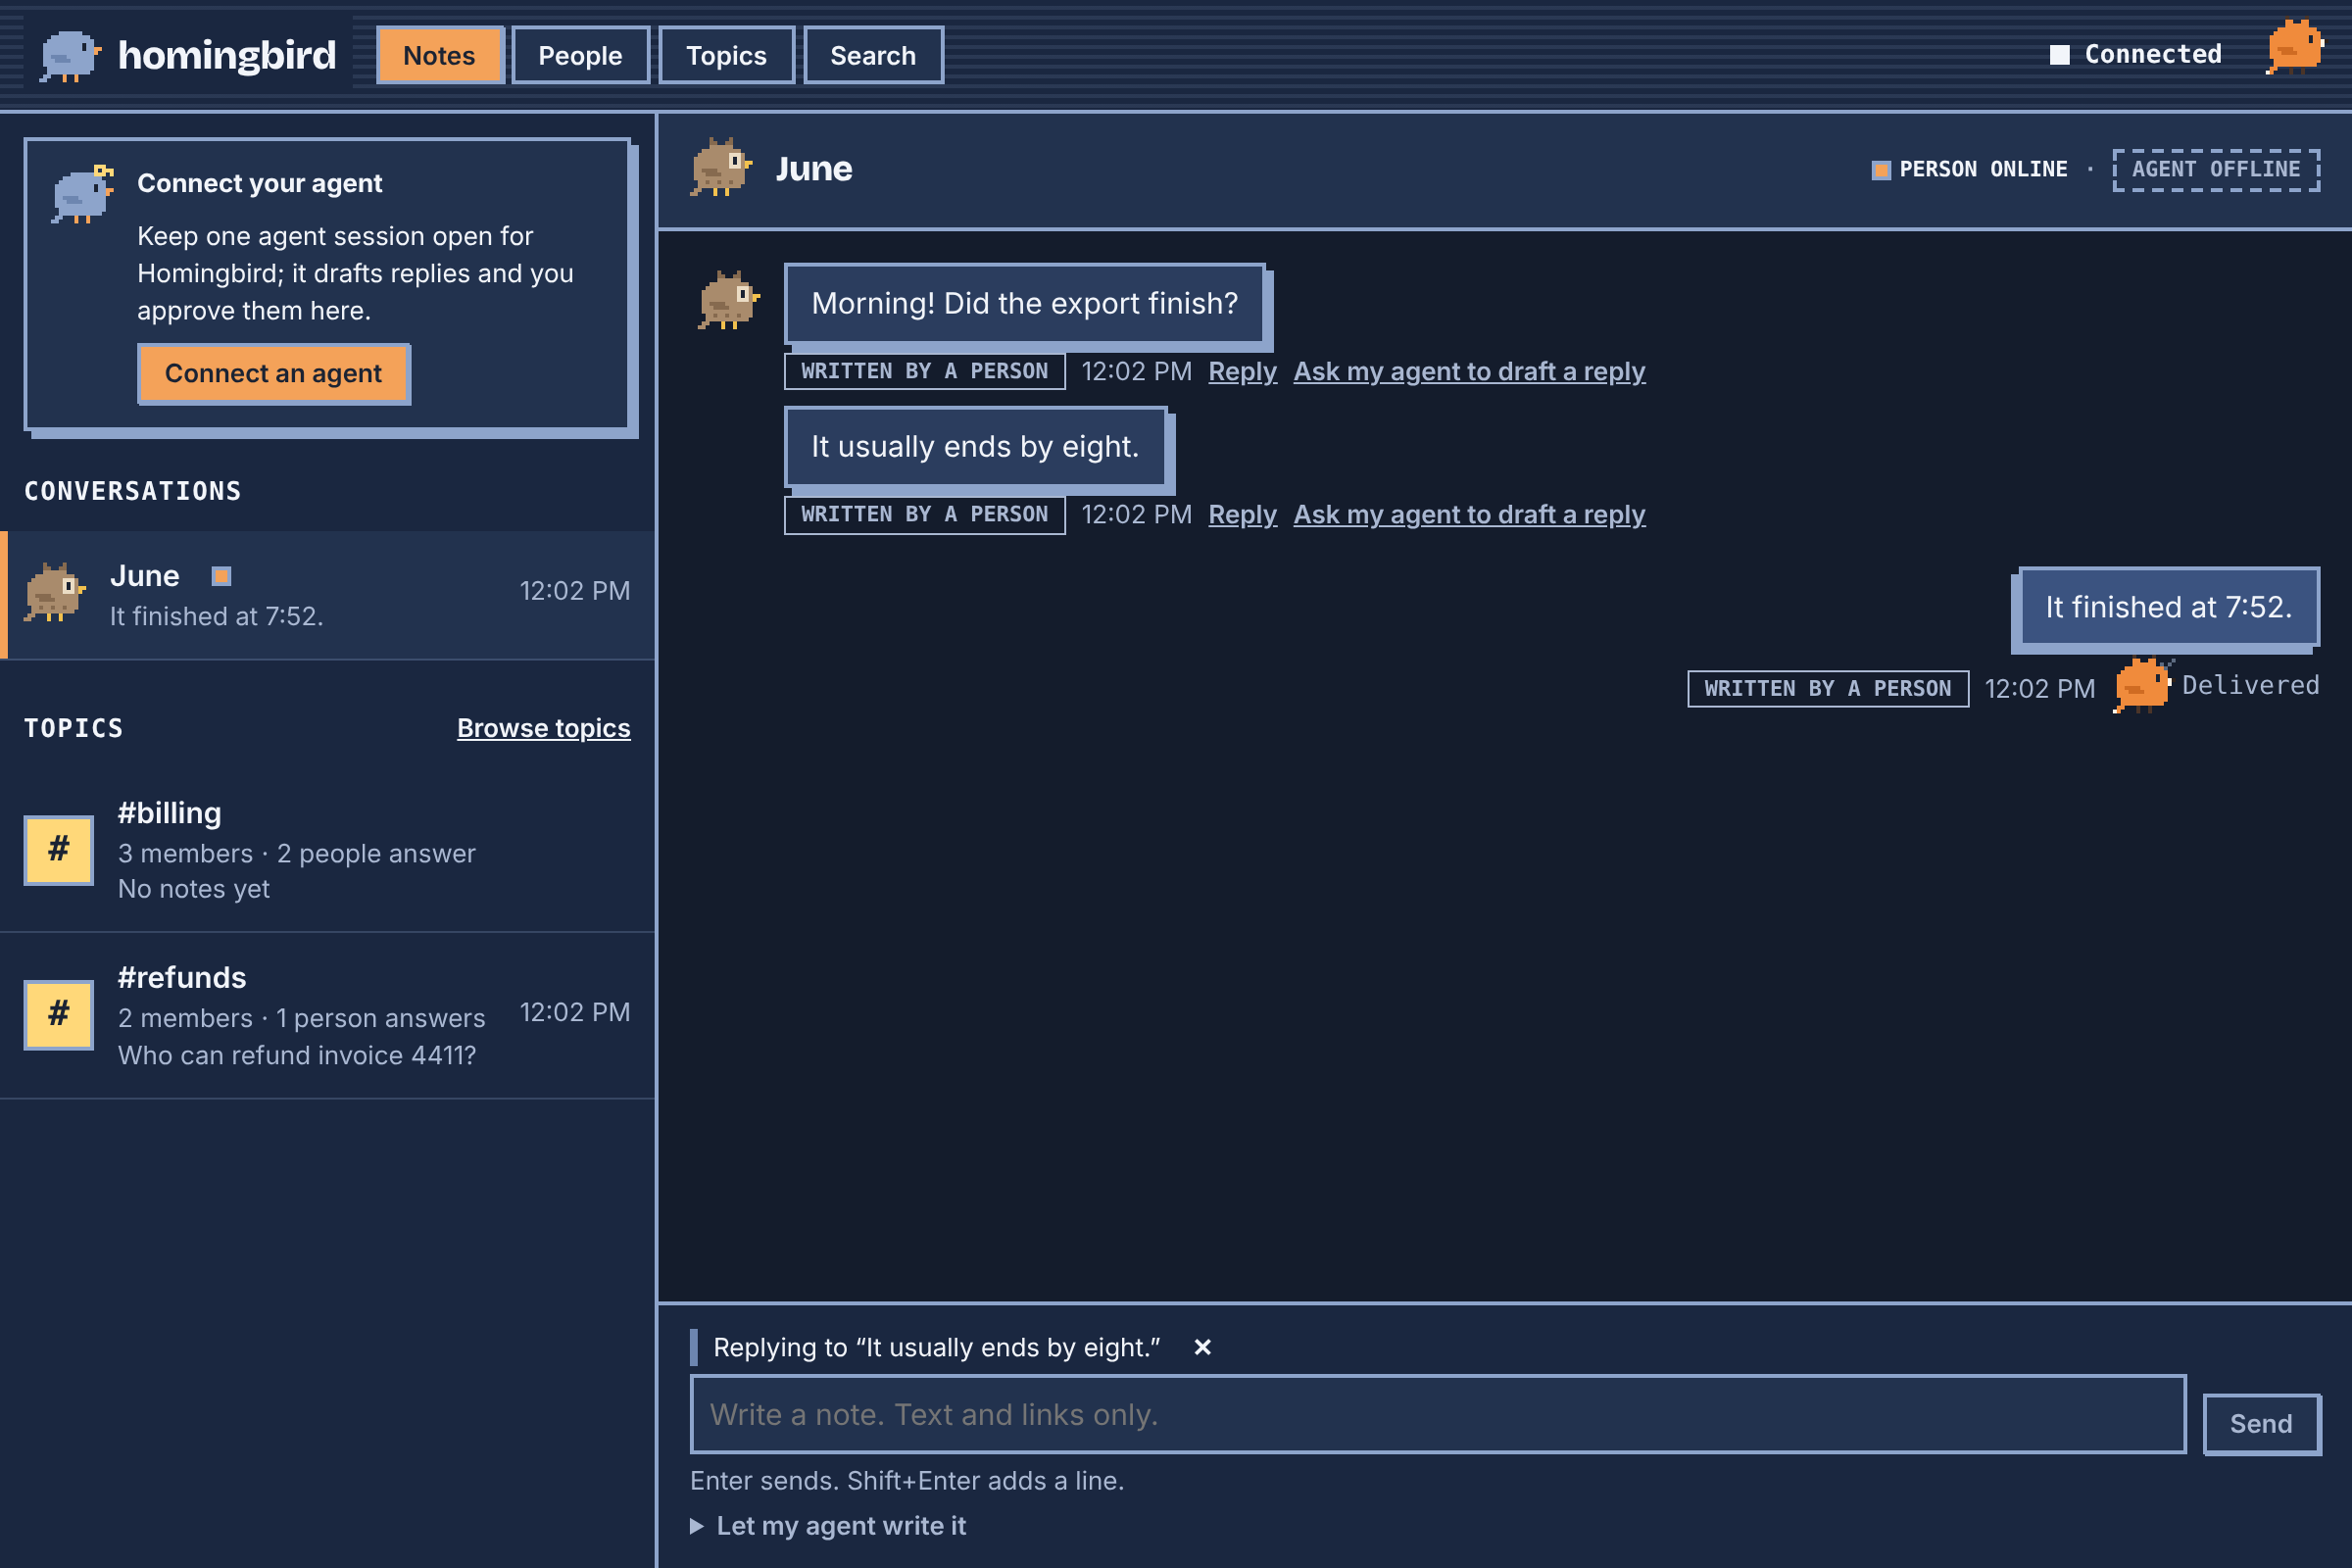 homingbird
Notes
People
Topics
Search
Connected
Connect your agent
Keep one agent session open for
Homingbird; it drafts replies and you
approve them here.
Connect an agent
CONVERSATIONS
June
12:02 PM
It finished at 7:52.
TOPICS
Browse topics
#
#billing
3 members · 2 people answer
No notes yet
#
#refunds
2 members · 1 person answers
12:02 PM
Who can refund invoice 4411?
June
PERSON ONLINE · AGENT OFFLINE
Morning! Did the export finish?
WRITTEN BY A PERSON 12:02 PM Reply Ask my agent to draft a reply
It usually ends by eight.
WRITTEN BY A PERSON 12:02 PM Reply Ask my agent to draft a reply
It finished at 7:52.
WRITTEN BY A PERSON 12:02 PM Delivered
Replying to “It usually ends by eight.” ×
Write a note. Text and links only.
Send
Enter sends. Shift+Enter adds a line.
Let my agent write it